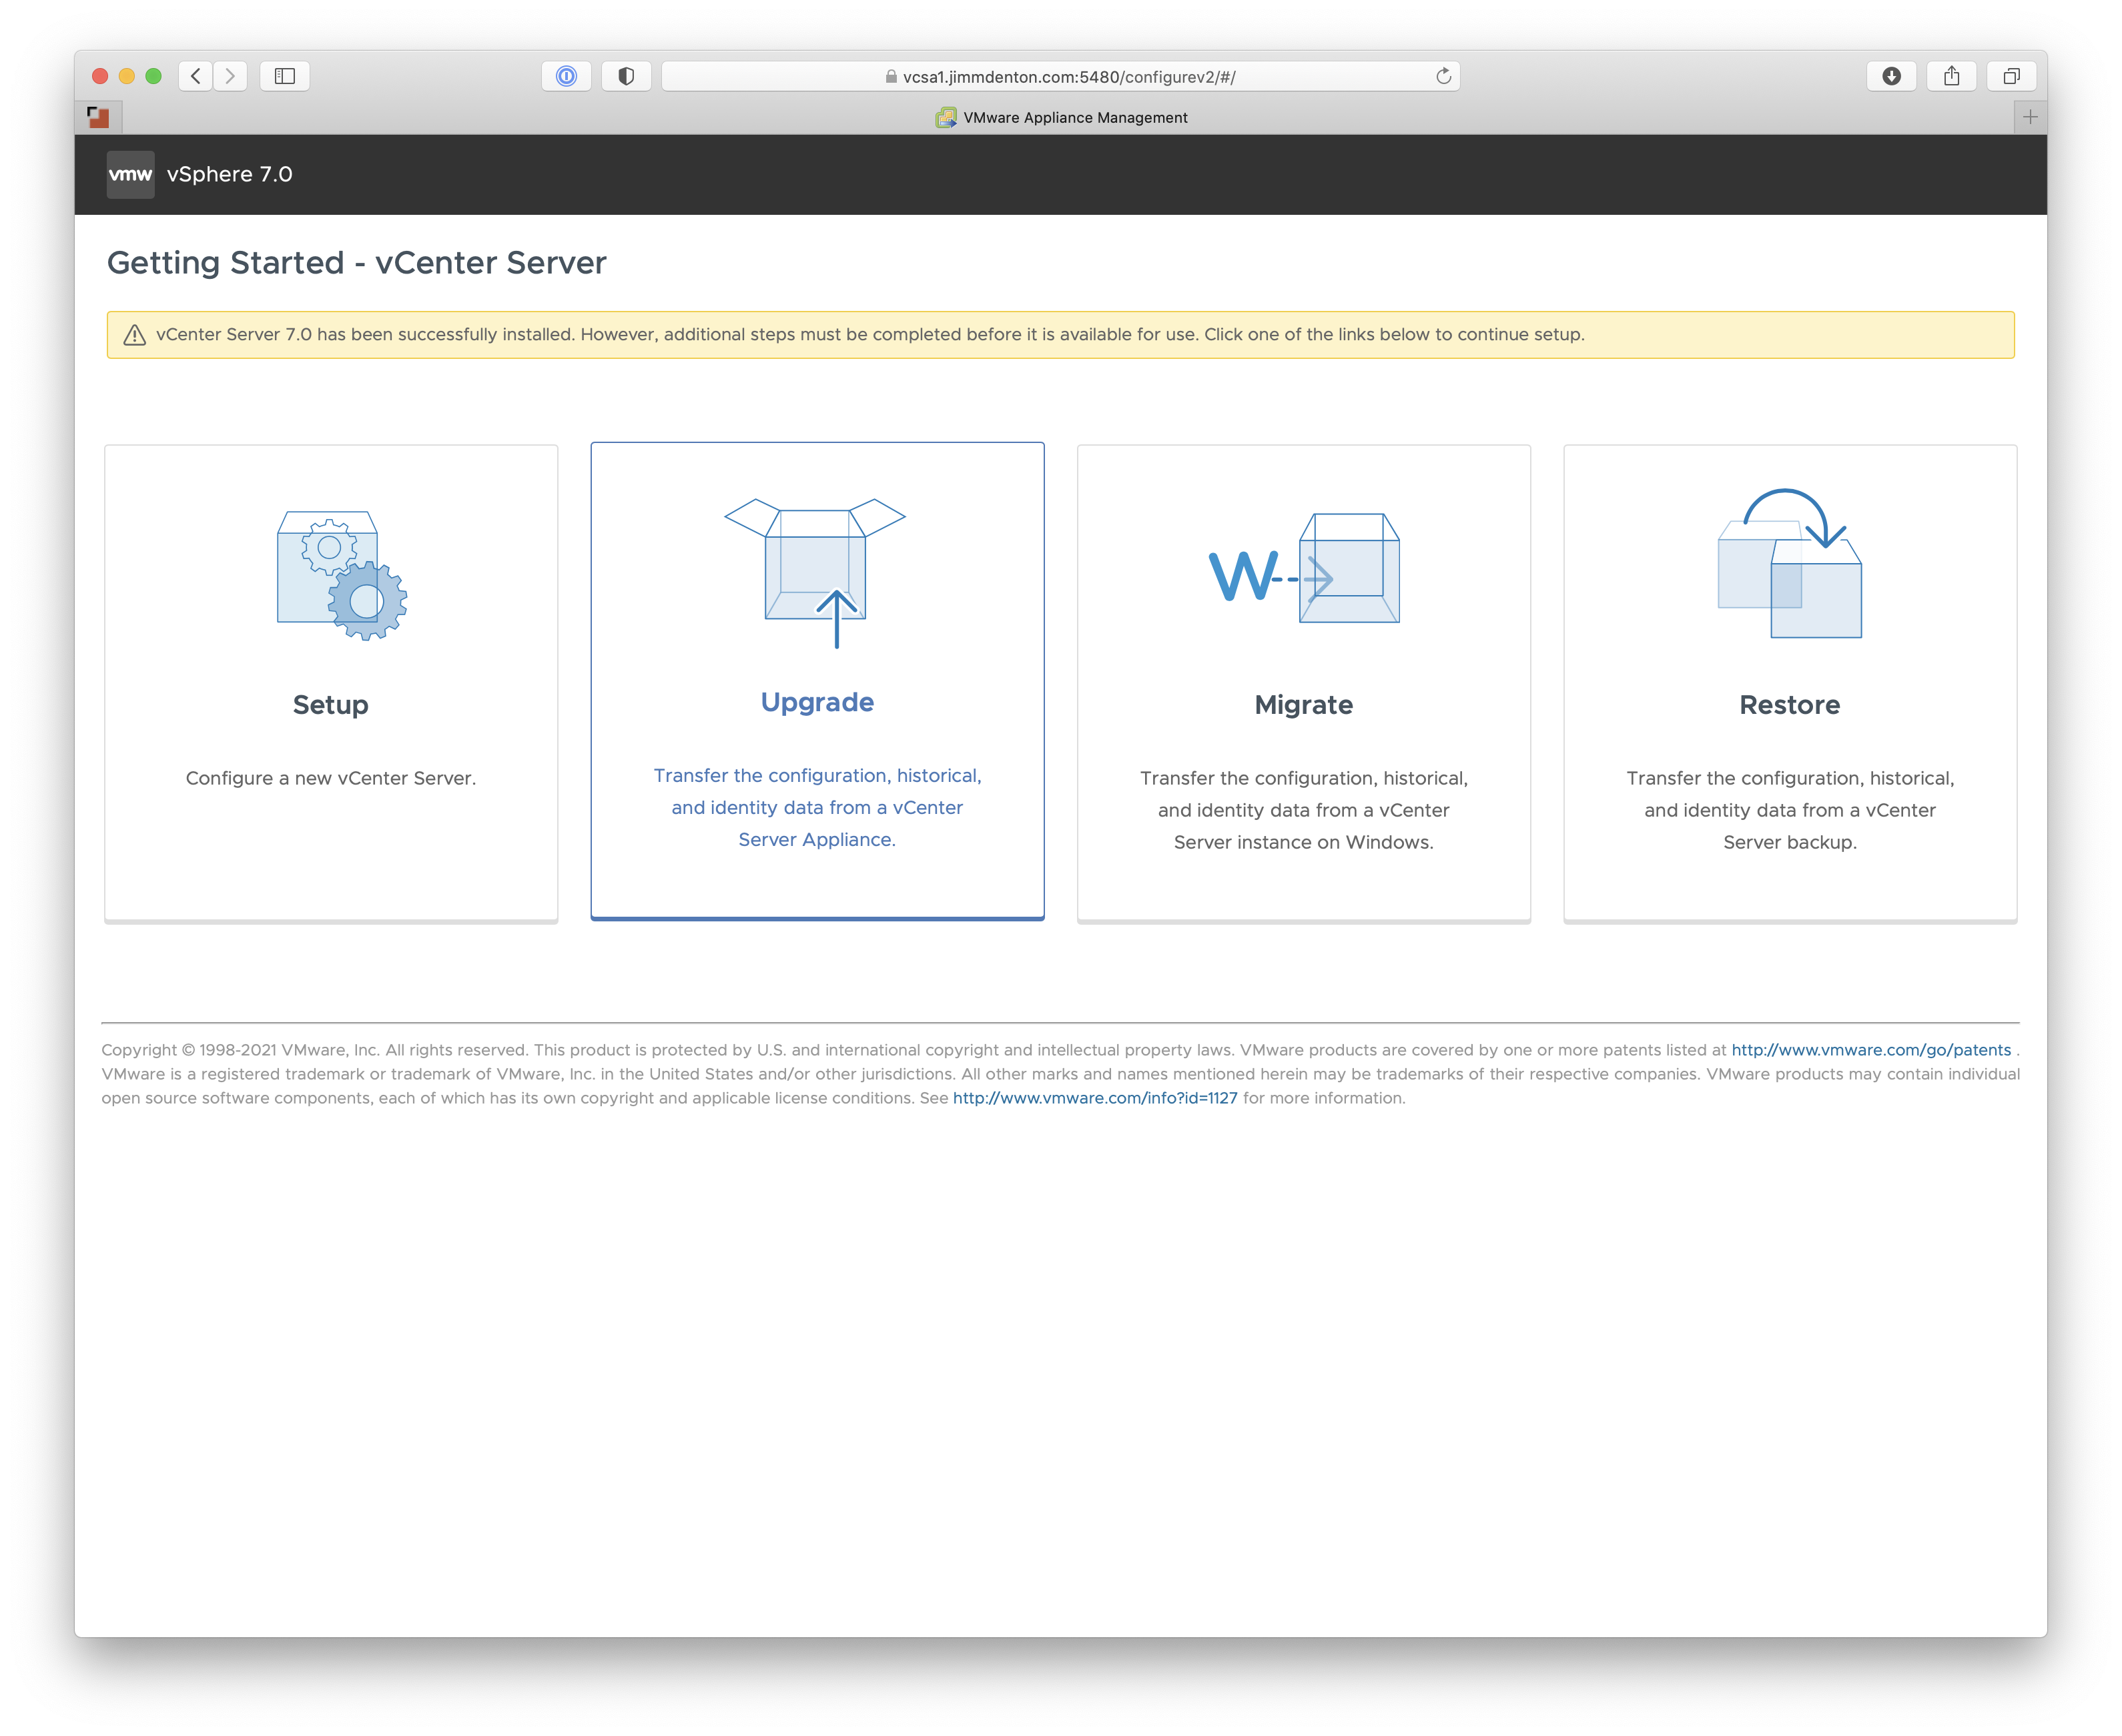 vcsa1.jimmdenton.com:5480/configurev2/#/
VMware Appliance Management
vmw vSphere 7.0
Getting Started - vCenter Server
vCenter Server 7.0 has been successfully installed. However, additional steps must be completed before it is available for use. Click one of the links below to continue setup.
Setup
Configure a new vCenter Server.
Upgrade
Transfer the configuration, historical,
and identity data from a vCenter
Server Appliance.
W
Migrate
Transfer the configuration, historical,
and identity data from a vCenter
Server instance on Windows.
Restore
Transfer the configuration, historical,
and identity data from a vCenter
Server backup.
Copyright © 1998-2021 VMware, Inc. All rights reserved. This product is protected by U.S. and international copyright and intellectual property laws. VMware products are covered by one or more patents listed at http://www.vmware.com/go/patents .
VMware is a registered trademark or trademark of VMware, Inc. in the United States and/or other jurisdictions. All other marks and names mentioned herein may be trademarks of their respective companies. VMware products may contain individual
open source software components, each of which has its own copyright and applicable license conditions. See http://www.vmware.com/info?id=1127 for more information.